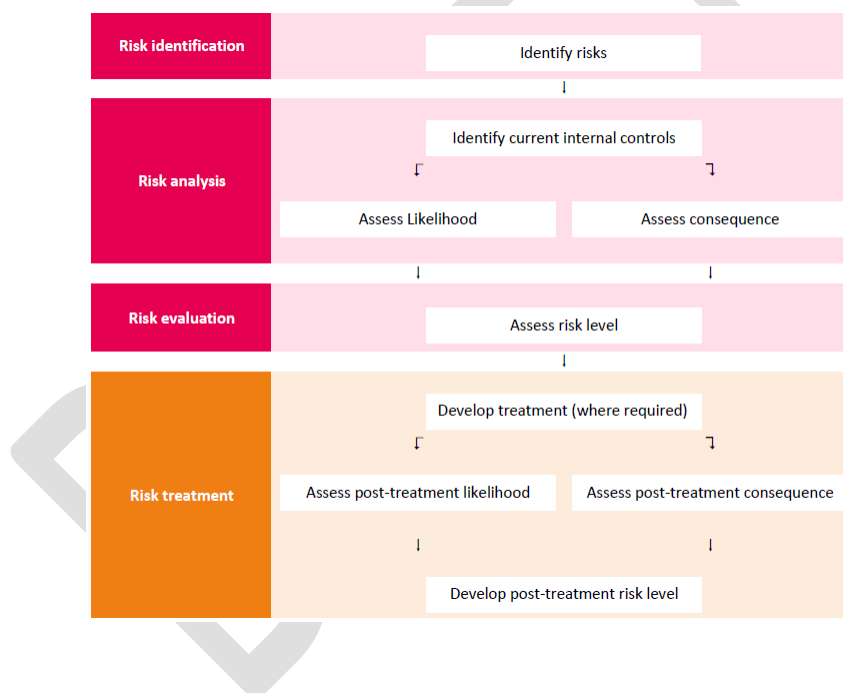 Risk identification
Identify risks
Identify current internal controls
Risk analysis
Assess Likelihood
Assess consequence
Risk evaluation
Assess risk level
Develop treatment (where required)
Risk treatment
Assess post-treatment likelihood
Assess post-treatment consequence
Develop post-treatment risk level